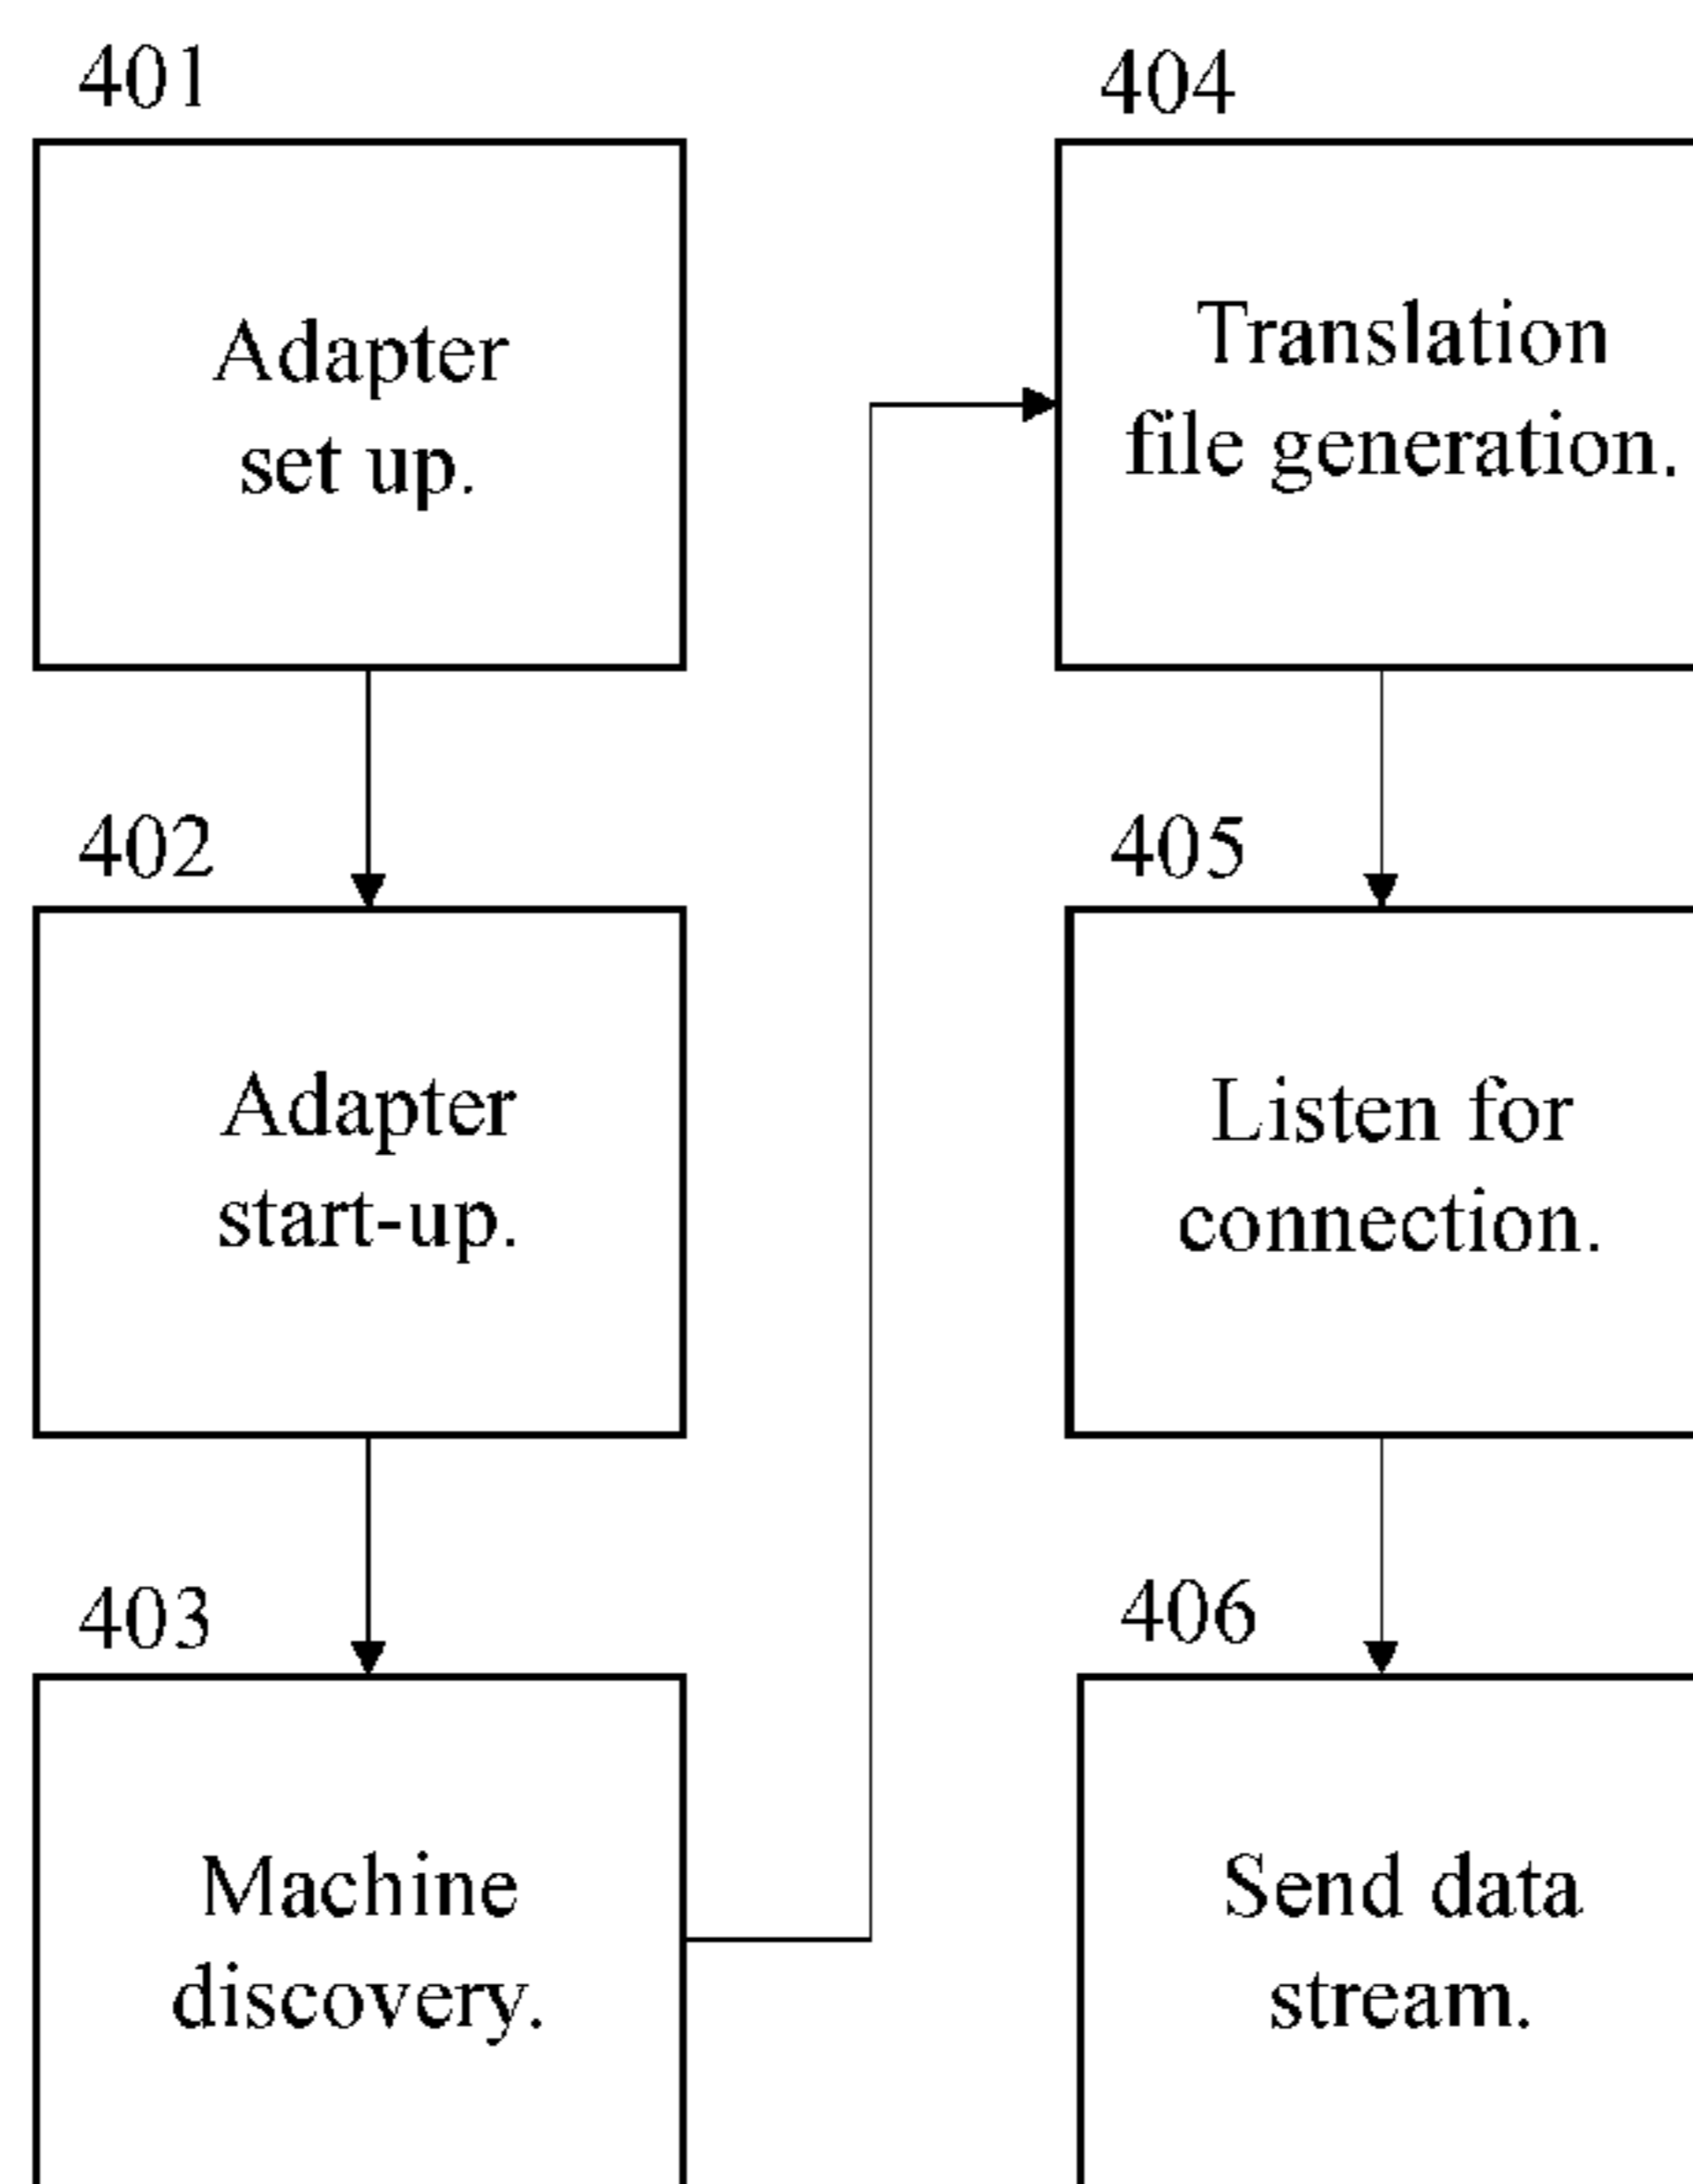 401
Adapter
set up.
402
Adapter
start-up.
403
Machine
discovery.
404
Translation
file generation.
405
Listen for
connection.
406
Send data
stream.